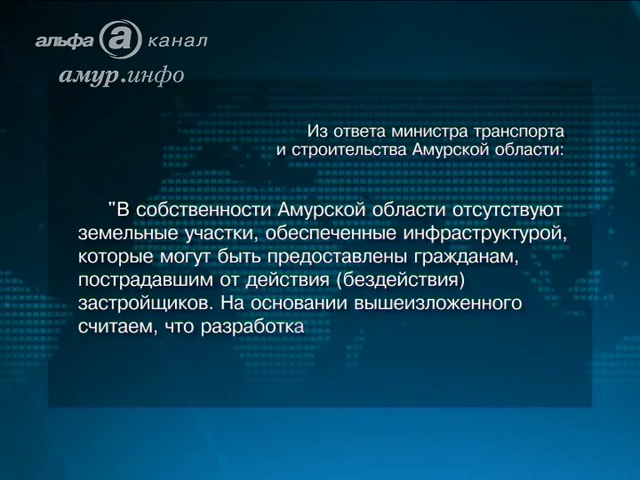 альфа @ канал
амур.инфо
Из ответа министра транспорта
и строительства Амурской области:
"В собственности Амурской области отсутствуют
земельные участки, обеспеченные инфраструктурой,
которые могут быть предоставлены гражданам,
пострадавшим от действия (бездействия)
застройщиков. На основании вышеизложенного
считаем, что разработка